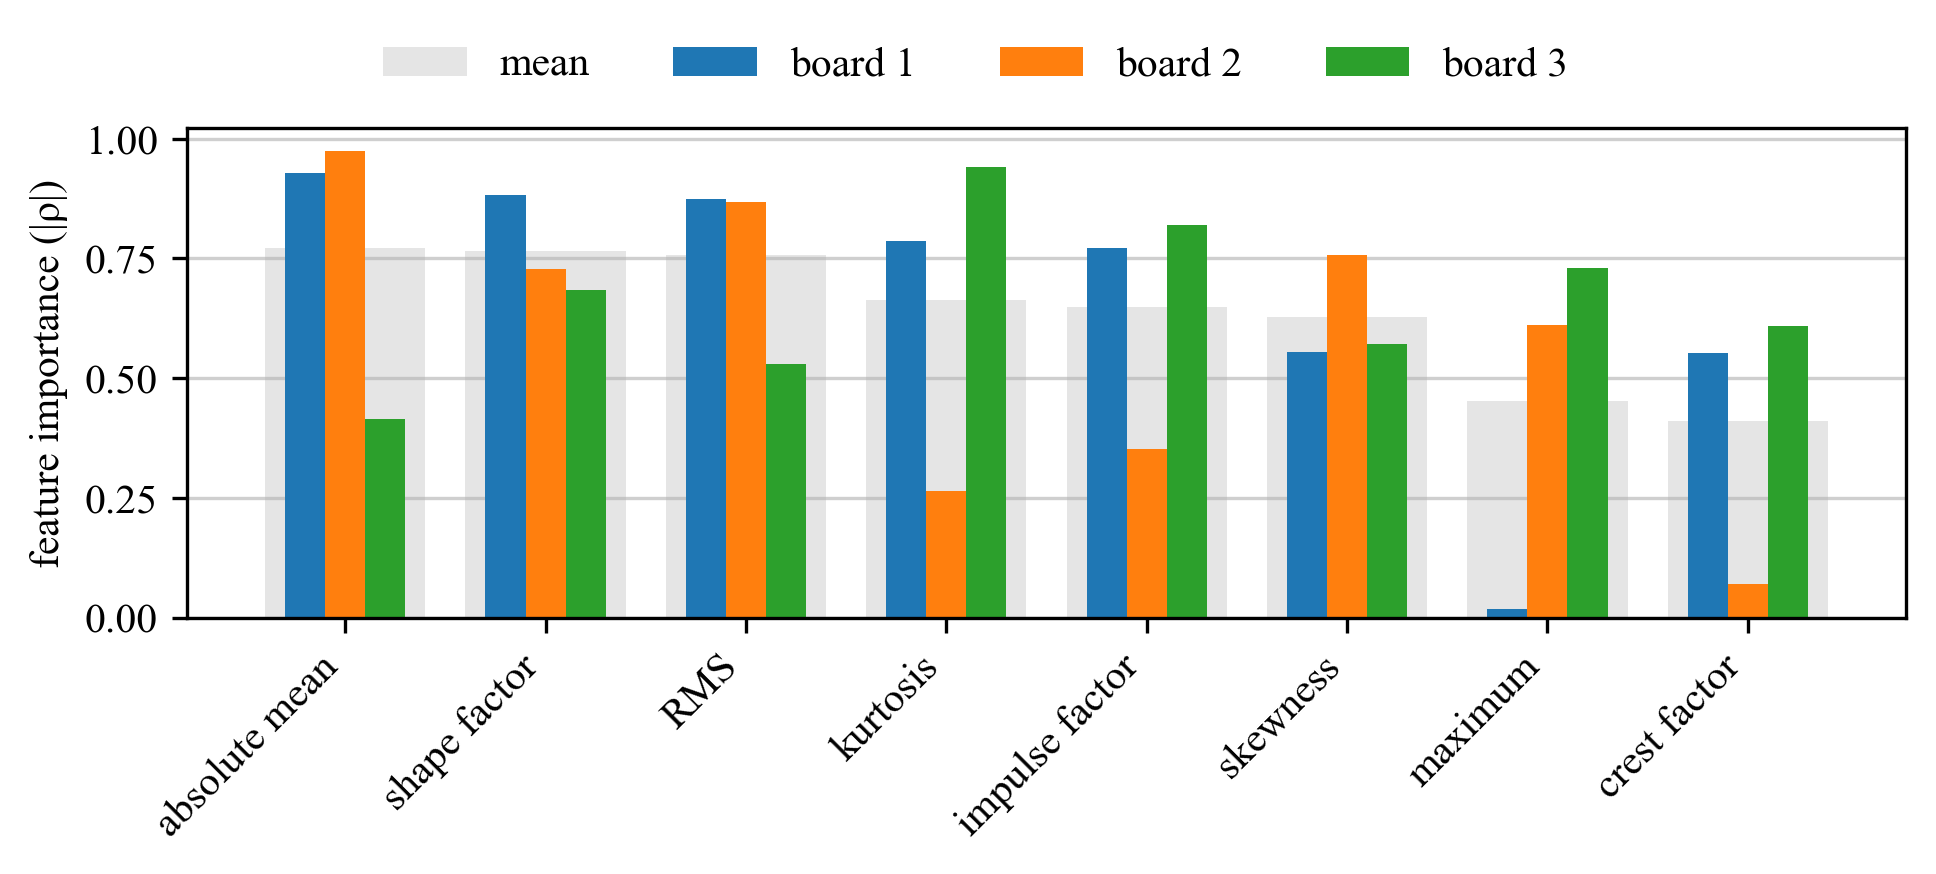 mean board 1 board 2 board 3
feature importance (|ρ|)
1.00
0.75
0.50
0.25
0.00
absolute mean
shape factor
RMS
kurtosis
impulse factor
skewness
maximum
crest factor